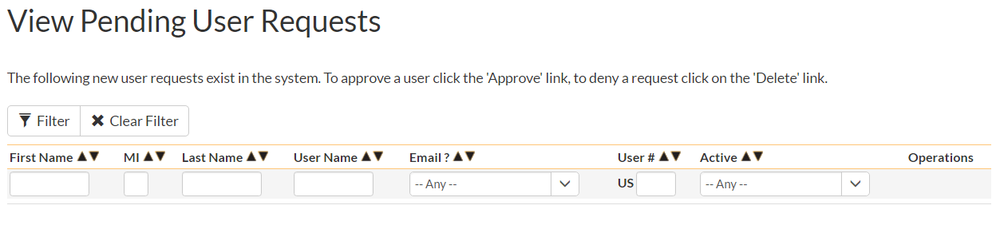 View Pending User Requests
The following new user requests exist in the system. To approve a user click the 'Approve' link, to deny a request click on the 'Delete' link.
Filter Clear Filter
First Name MI Last Name User Name Email ? User # Active Operations
-- Any -- US -- Any --